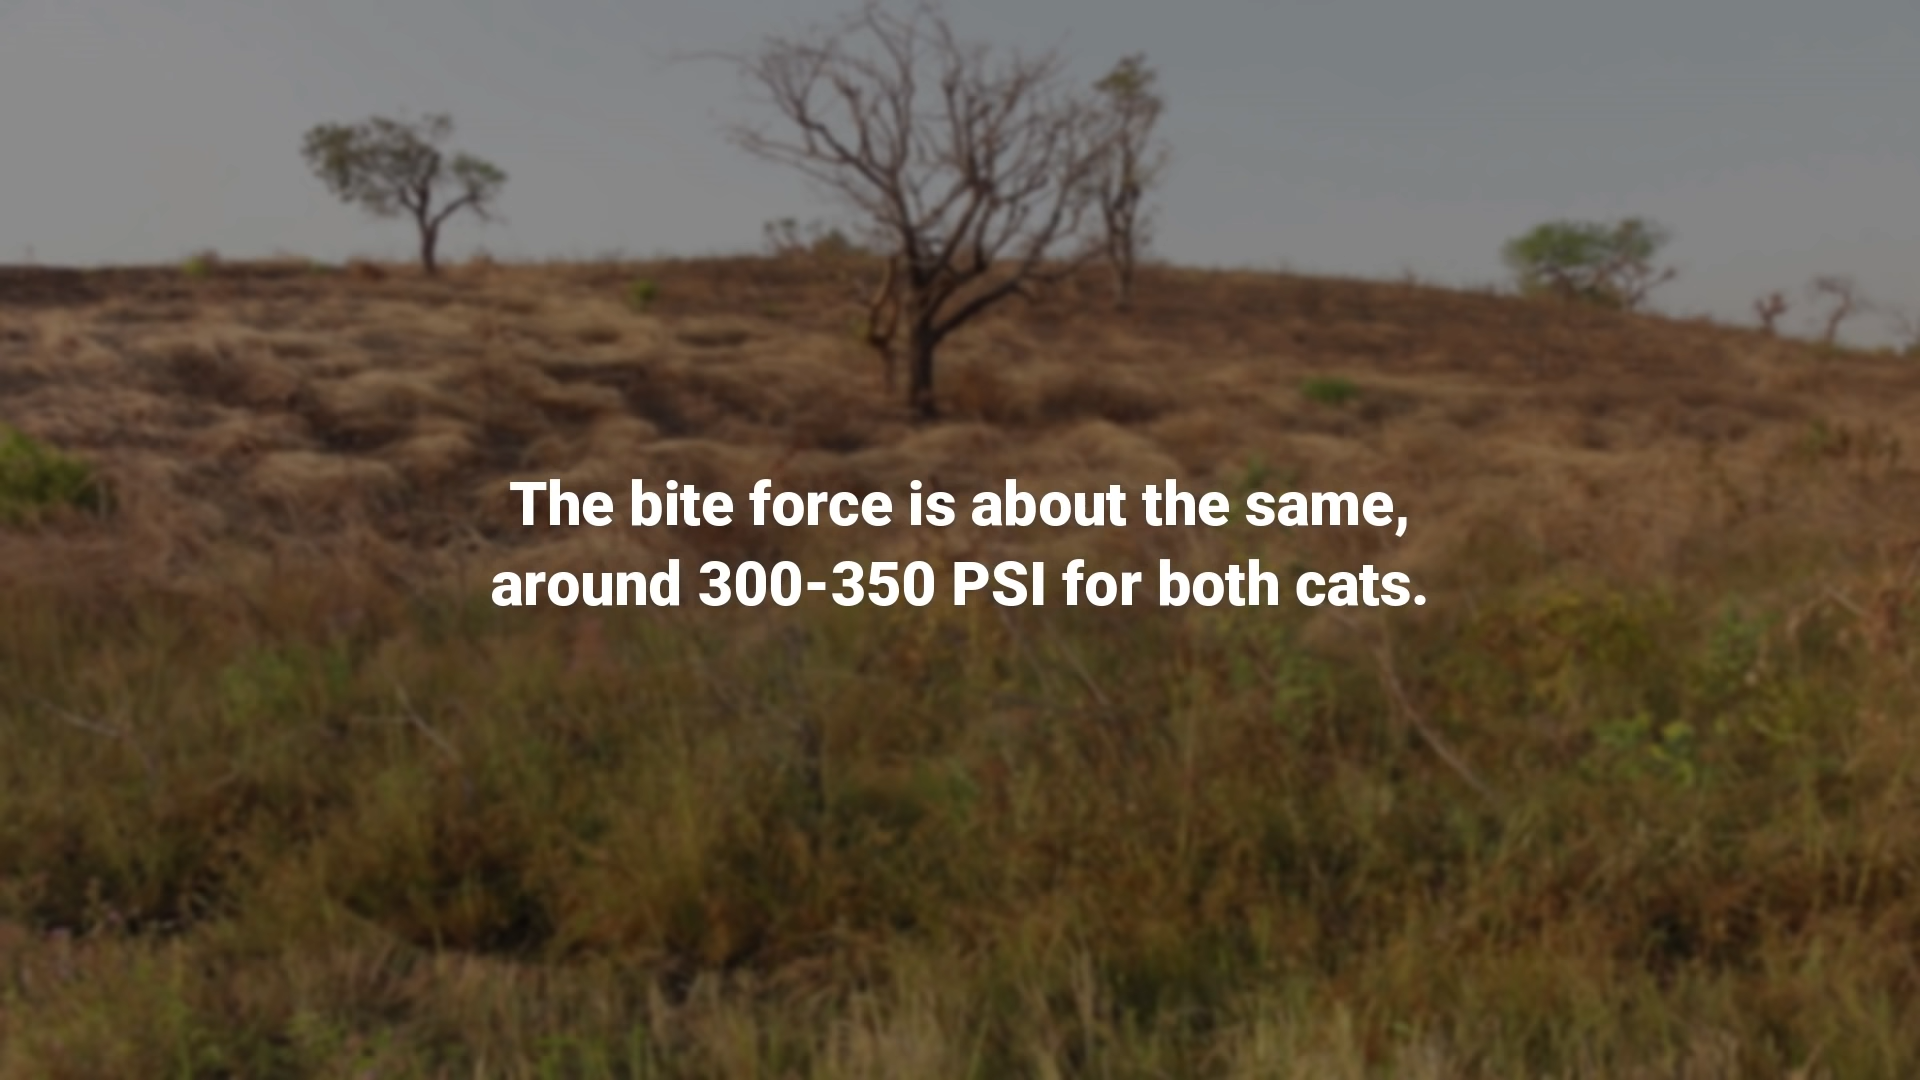 The bite force is about the same,
around 300-350 PSI for both cats.